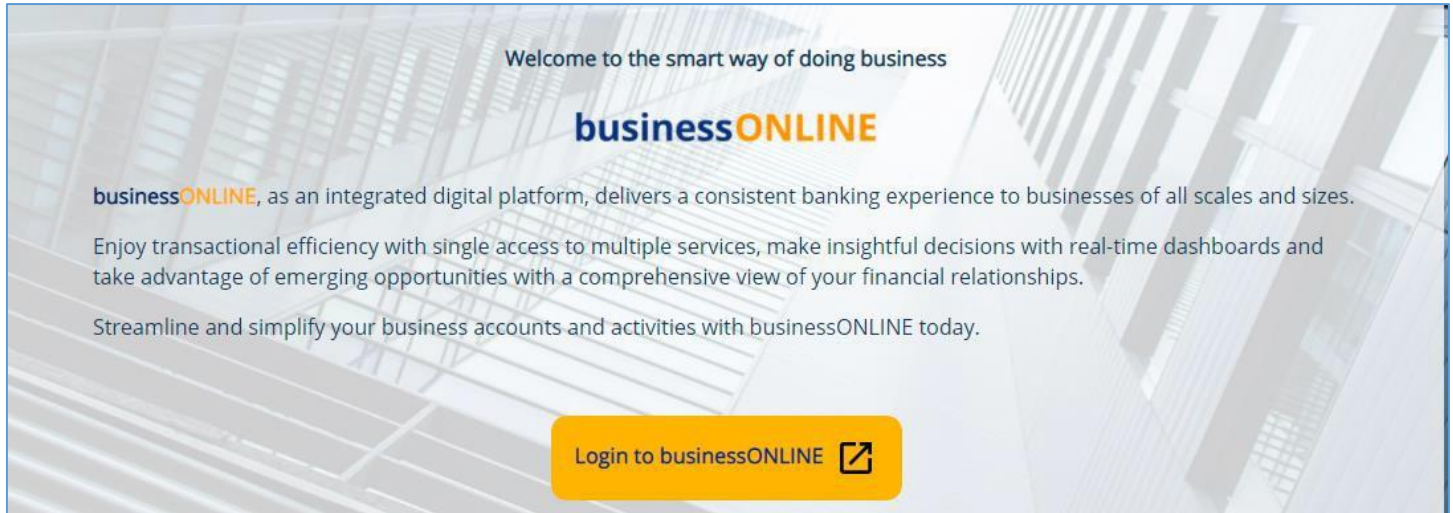 Welcome to the smart way of doing business
businessONLINE
businessONLINE, as an integrated digital platform, delivers a consistent banking experience to businesses of all scales and sizes.
Enjoy transactional efficiency with single access to multiple services, make insightful decisions with real-time dashboards and
take advantage of emerging opportunities with a comprehensive view of your financial relationships.
Streamline and simplify your business accounts and activities with businessONLINE today.
Login to businessONLINE